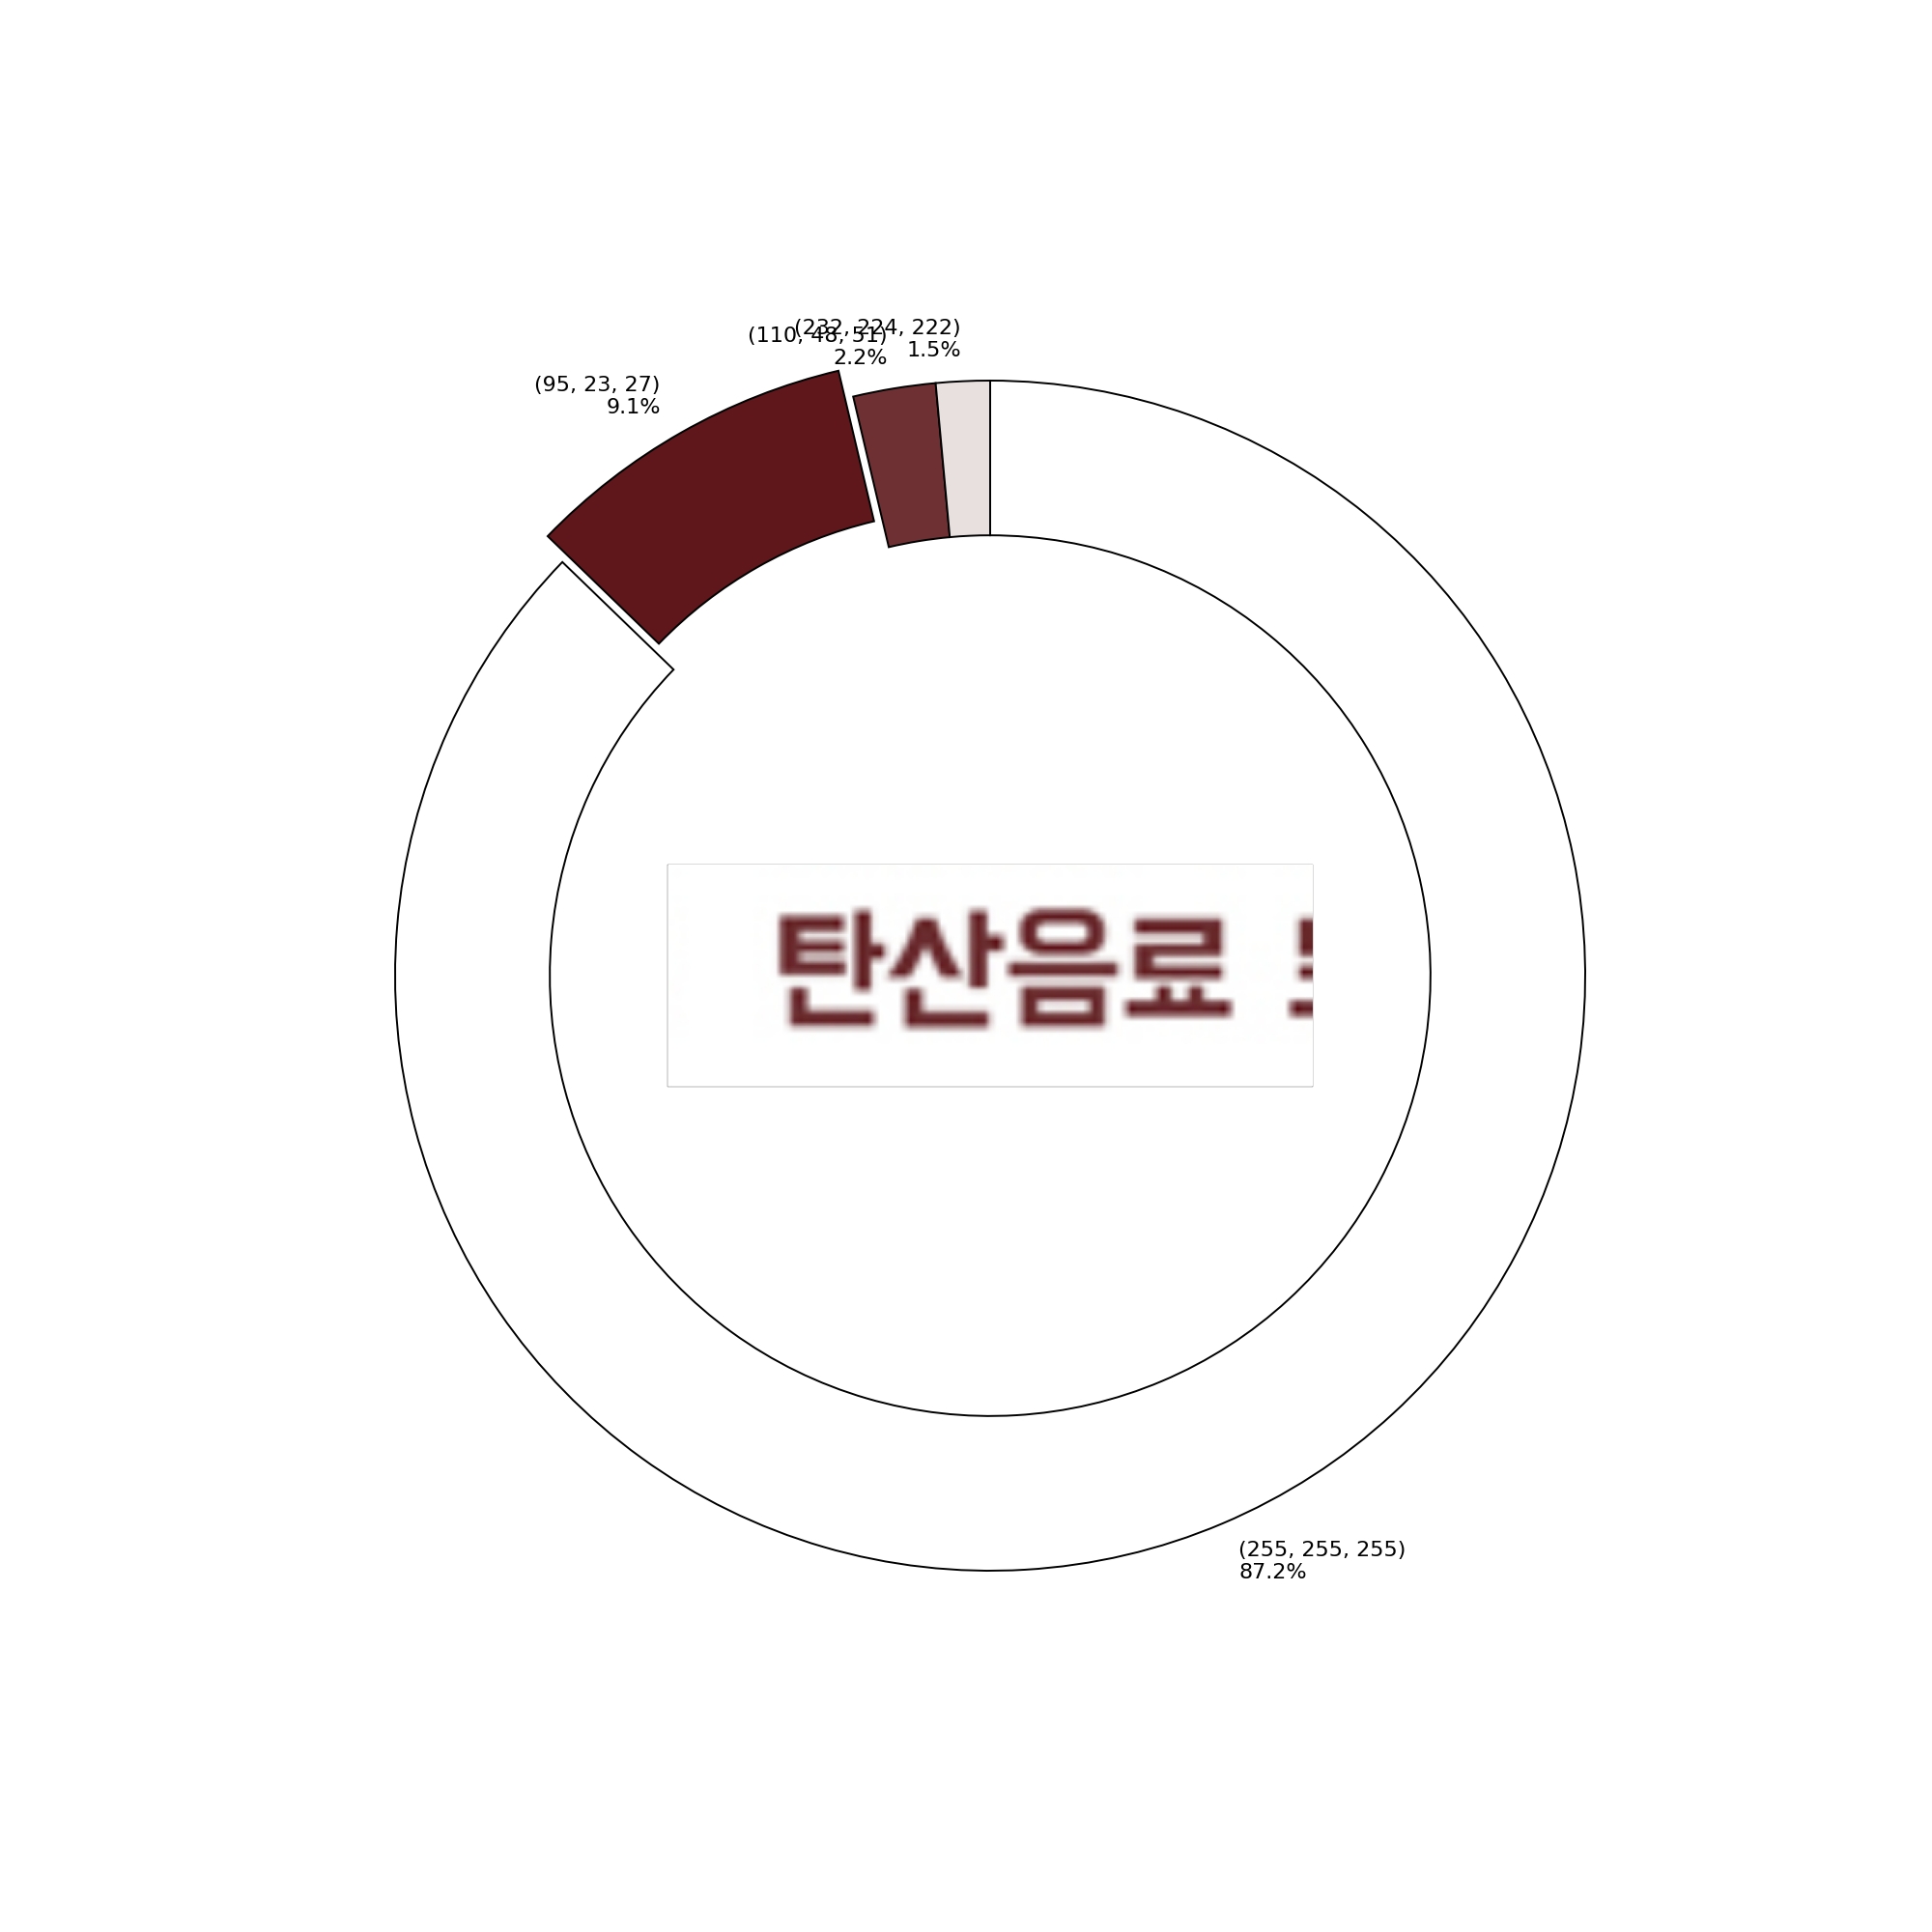 (232, 224, 222)
1.5%
(110, 48, 51)
2.2%
(95, 23, 27)
9.1%
탄산음료
(255, 255, 255)
87.2%